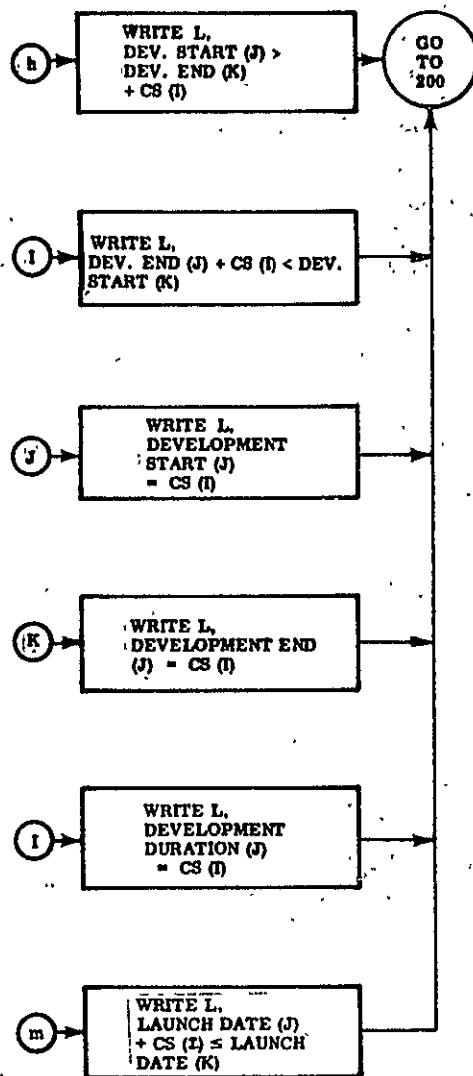 h
WRITE L,
DEV. START (J) >
DEV. END (K)
+ CS (I)
GO
TO
200
I
WRITE L,
DEV. END (J) + CS (I) < DEV.
START (K)
J
WRITE L,
DEVELOPMENT
START (J)
= CS (I)
K
WRITE L,
DEVELOPMENT END
(J) = CS (I)
I
WRITE L,
DEVELOPMENT
DURATION (J)
= CS (I)
m
WRITE L,
LAUNCH DATE (J)
+ CS (I) ≤ LAUNCH
DATE (K)